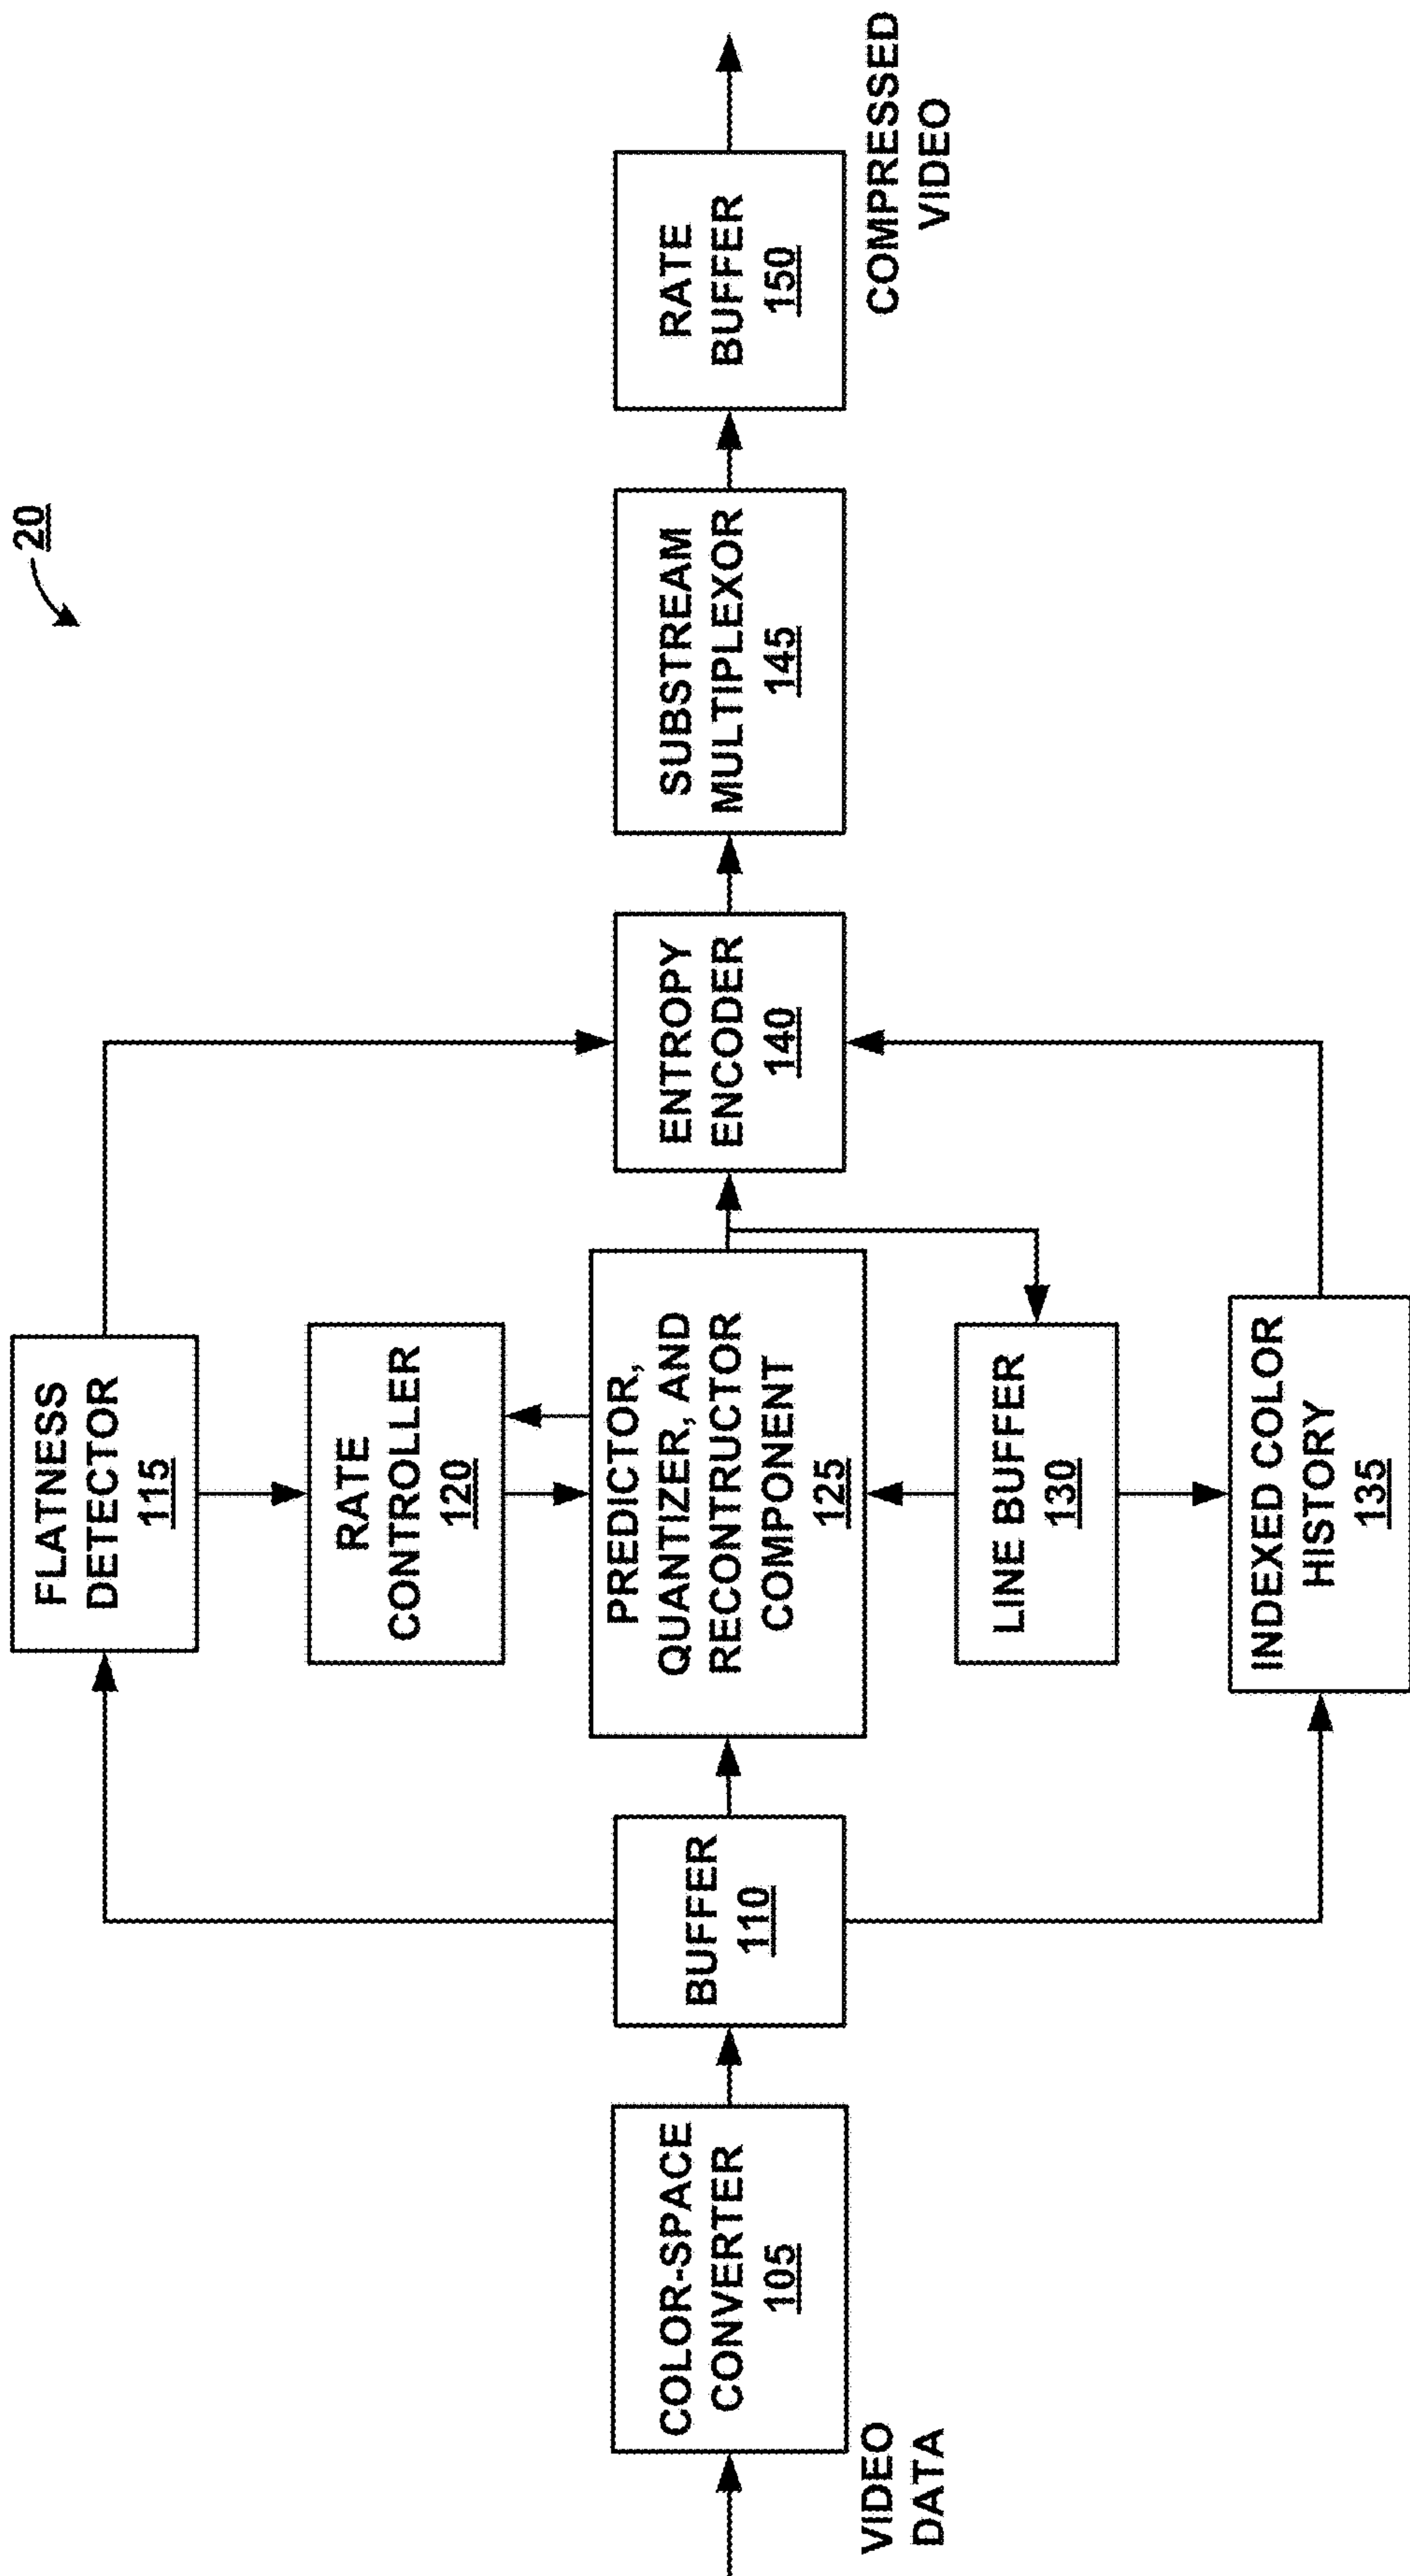 20
FLATNESS
DETECTOR
115
RATE
CONTROLLER
120
VIDEO
DATA
COLOR-SPACE
CONVERTER
105
BUFFER
110
PREDICTOR,
QUANTIZER, AND
RECONTRUCTOR
COMPONENT
125
ENTROPY
ENCODER
140
SUBSTREAM
MULTIPLEXOR
145
RATE
BUFFER
150
COMPRESSED
VIDEO
LINE BUFFER
130
INDEXED COLOR
HISTORY
135